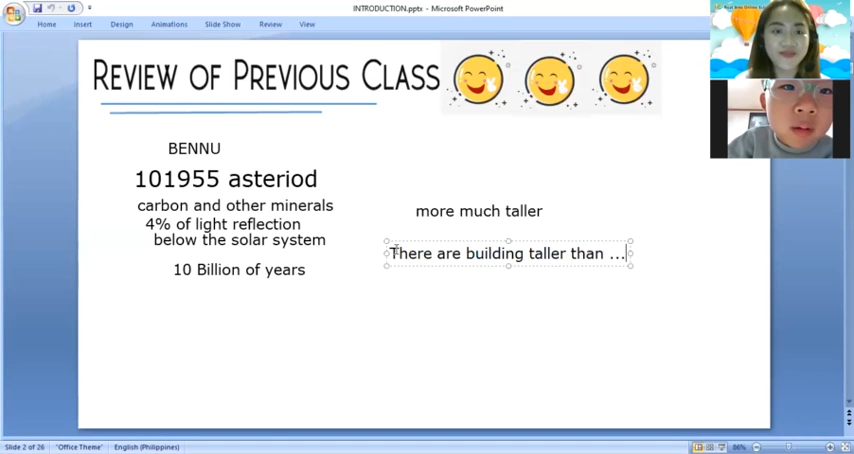 INTRODUCTION.pptx - Microsoft PowerPoint
Home Insert Design Animations Slide Show Review View
REVIEW OF PREVIOUS CLASS
BENNU
101955 asteriod
carbon and other minerals
4% of light reflection
below the solar system
10 Billion of years
more much taller
There are building taller than ...
Slide 2 of 26 "Office Theme" English (Philippines)
86%